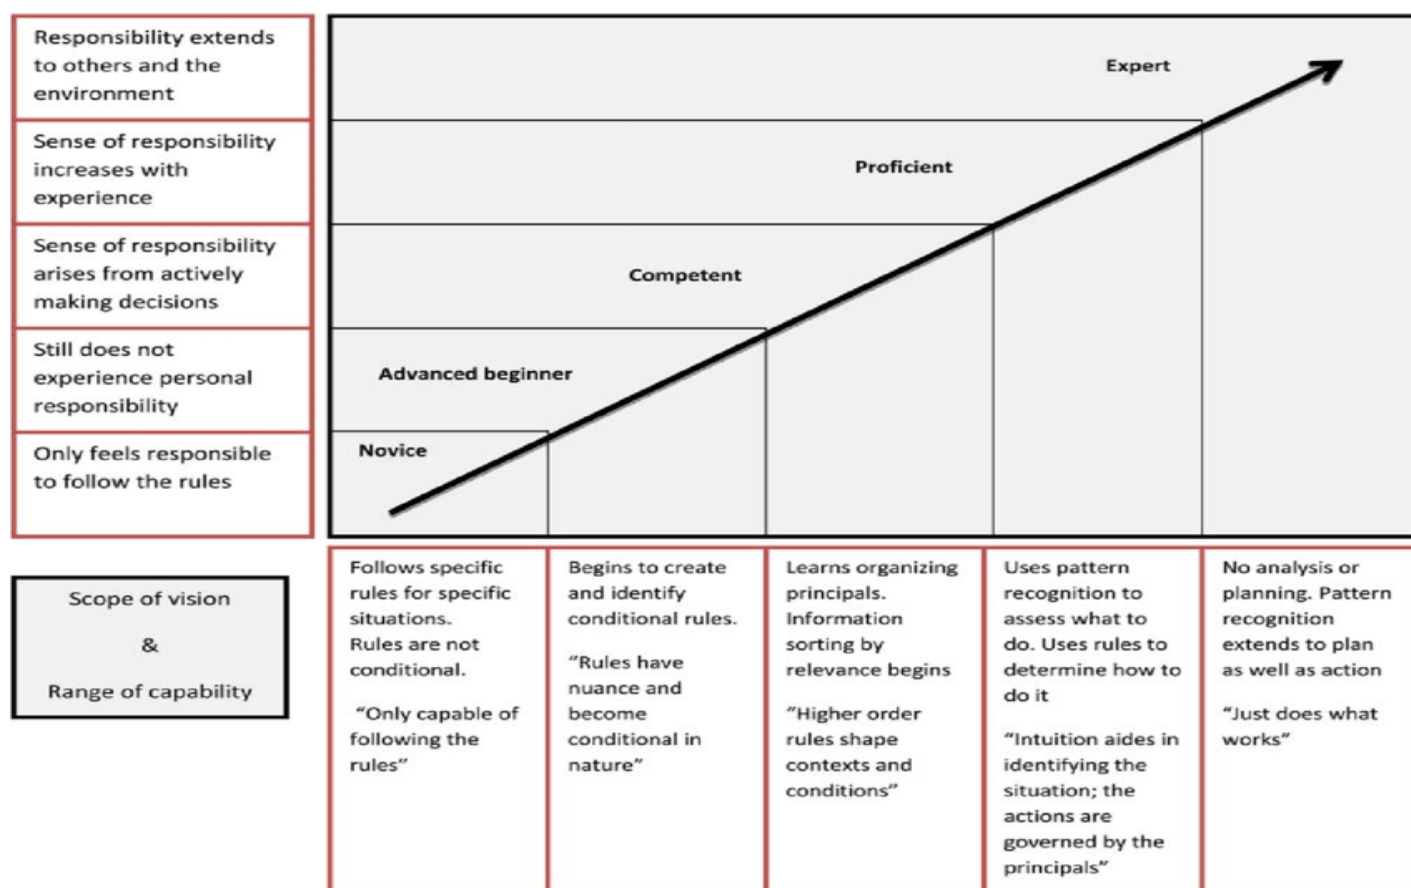 Responsibility extends
to others and the
environment
Sense of responsibility
increases with
experience
Sense of responsibility
arises from actively
making decisions
Still does not
experience personal
responsibility
Only feels responsible
to follow the rules
Expert
Proficient
Competent
Advanced beginner
Novice
Scope of vision
&
Range of capability
Follows specific
rules for specific
situations.
Rules are not
conditional.
“Only capable of
following the
rules”
Begins to create
and identify
conditional rules.
“Rules have
nuance and
become
conditional in
nature”
Learns organizing
principals.
Information
sorting by
relevance begins
“Higher order
rules shape
contexts and
conditions”
Uses pattern
recognition to
assess what to
do. Uses rules to
determine how to
do it
“Intuition aides in
identifying the
situation; the
actions are
governed by the
principals”
No analysis or
planning. Pattern
recognition
extends to plan
as well as action
“Just does what
works”